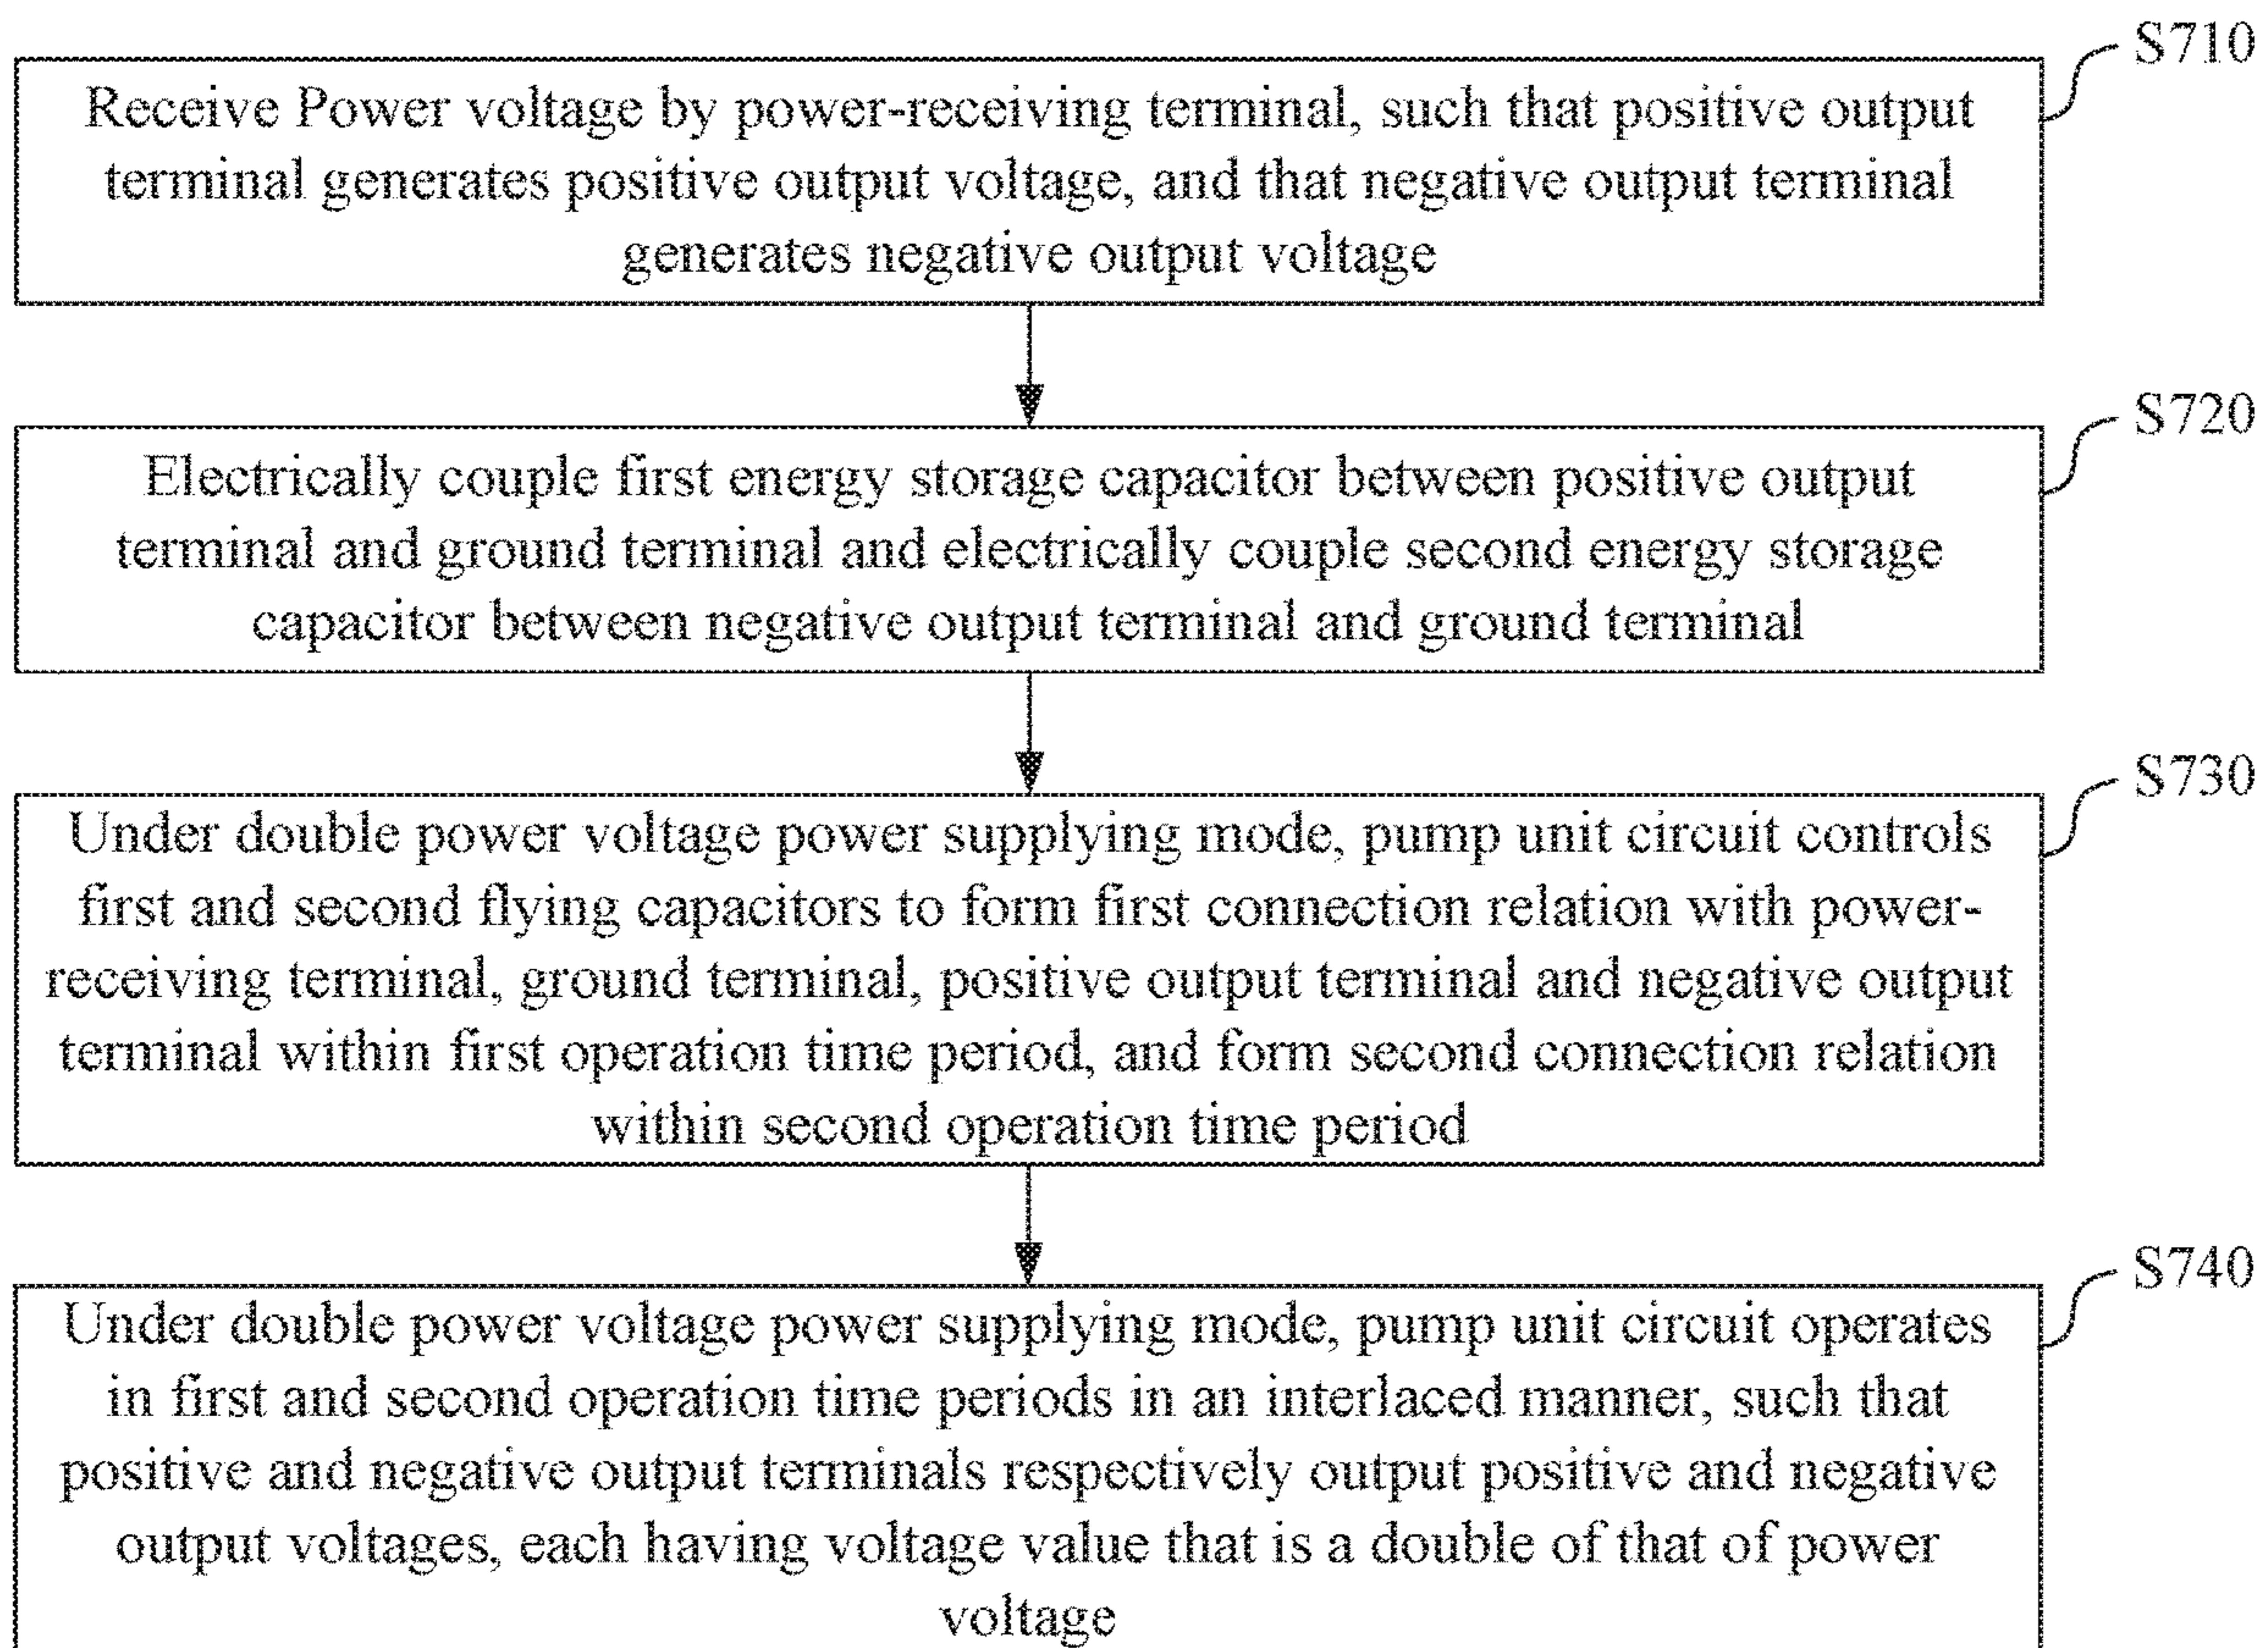 S710
Receive Power voltage by power-receiving terminal, such that positive output
terminal generates positive output voltage, and that negative output terminal
generates negative output voltage
S720
Electrically couple first energy storage capacitor between positive output
terminal and ground terminal and electrically couple second energy storage
capacitor between negative output terminal and ground terminal
S730
Under double power voltage power supplying mode, pump unit circuit controls
first and second flying capacitors to form first connection relation with power-
receiving terminal, ground terminal, positive output terminal and negative output
terminal within first operation time period, and form second connection relation
within second operation time period
S740
Under double power voltage power supplying mode, pump unit circuit operates
in first and second operation time periods in an interlaced manner, such that
positive and negative output terminals respectively output positive and negative
output voltages, each having voltage value that is a double of that of power
voltage